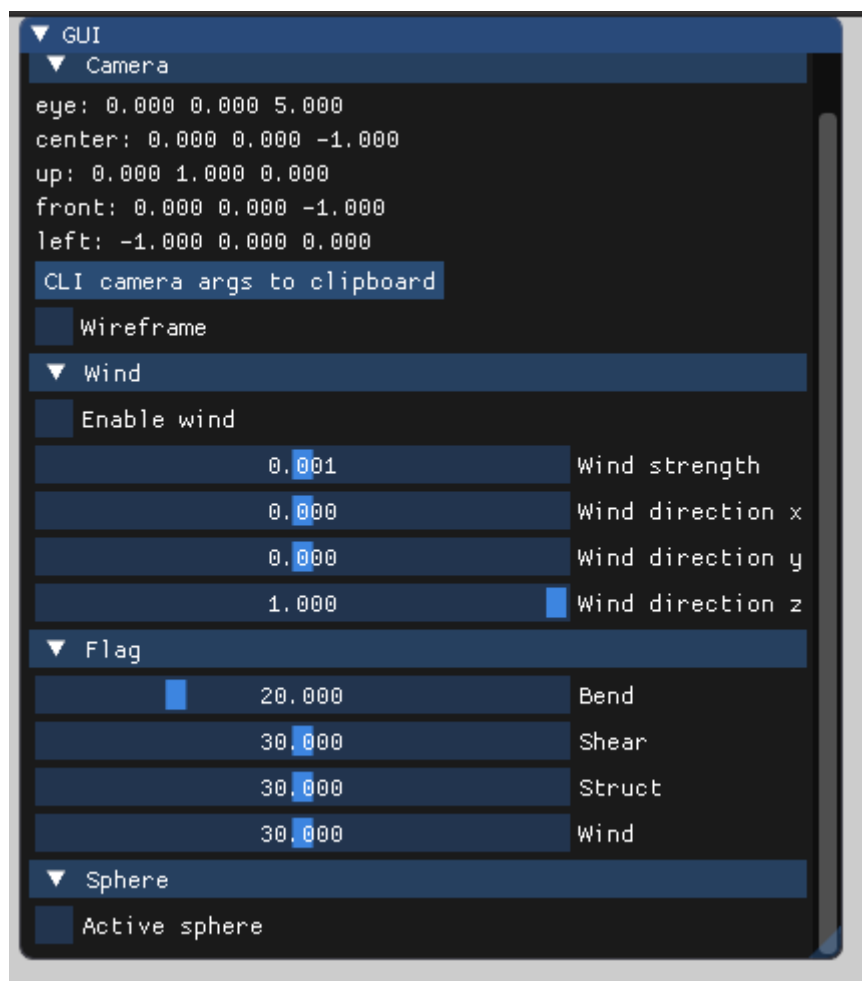 GUI
Camera
eye: 0.000 0.000 5.000
center: 0.000 0.000 -1.000
up: 0.000 1.000 0.000
front: 0.000 0.000 -1.000
left: -1.000 0.000 0.000
CLI camera args to clipboard
Wireframe
Wind
Enable wind
0.001 Wind strength
0.000 Wind direction x
0.000 Wind direction y
1.000 Wind direction z
Flag
20.000 Bend
30.000 Shear
30.000 Struct
30.000 Wind
Sphere
Active sphere